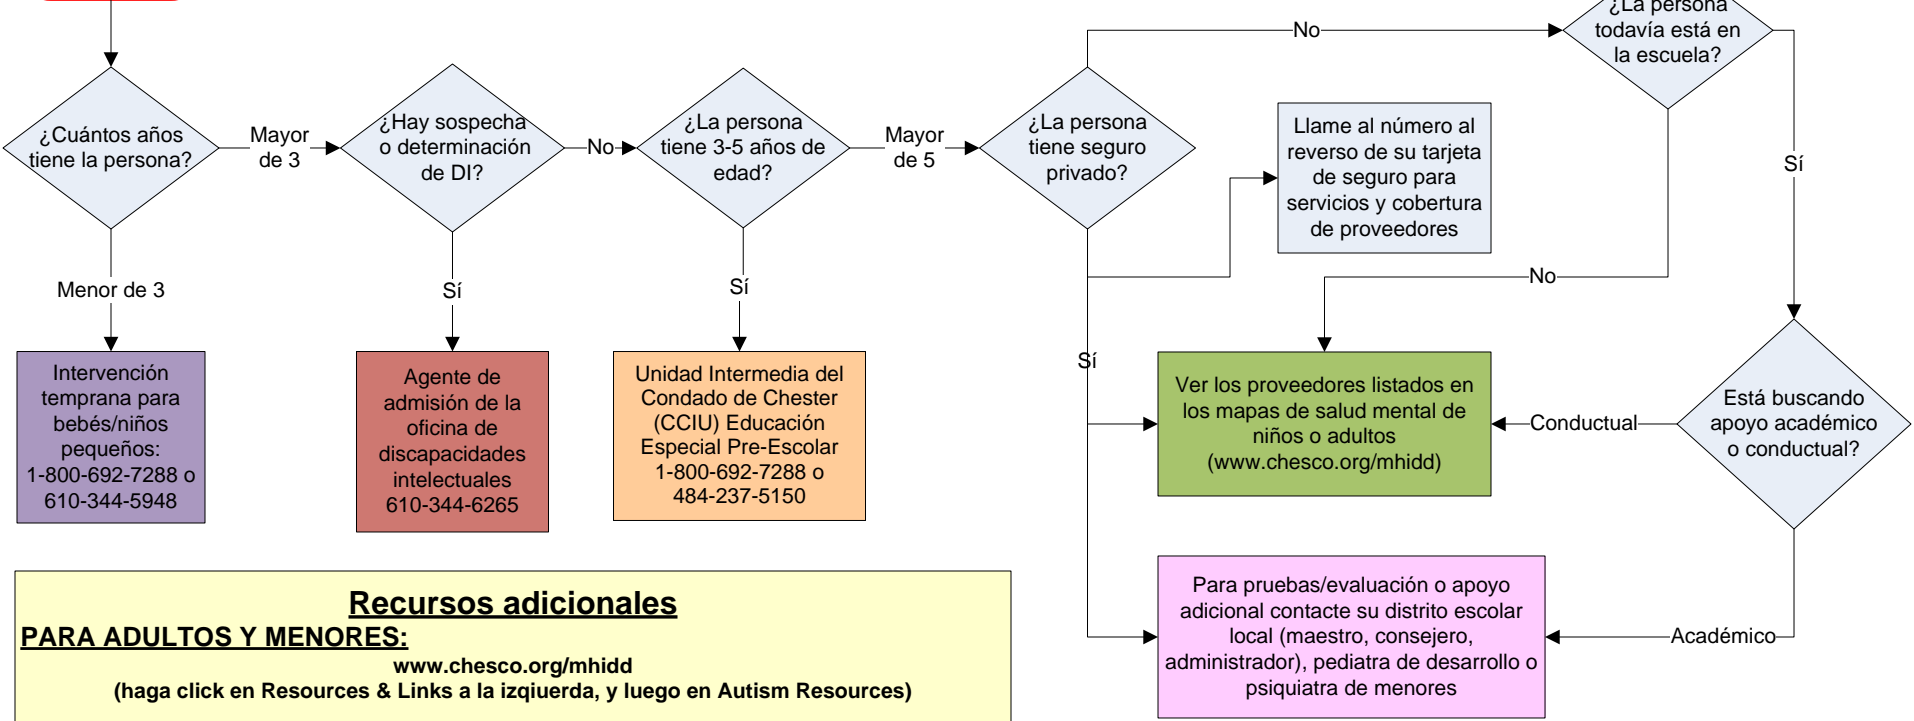 ¿La persona
todavía está en
la escuela?
No
Sí
¿Cuántos años
tiene la persona?
Mayor
de 3
¿Hay sospecha
o determinación
de DI?
No
¿La persona
tiene 3-5 años de
edad?
Mayor
de 5
¿La persona
tiene seguro
privado?
Llame al número al
reverso de su tarjeta
de seguro para
servicios y cobertura
de proveedores
No
Menor de 3
Sí
Sí
Sí
Intervención
temprana para
bebés/niños
pequeños:
1-800-692-7288 o
610-344-5948
Agente de
admisión de la
oficina de
discapacidades
intelectuales
610-344-6265
Unidad Intermedia del
Condado de Chester
(CCIU) Educación
Especial Pre-Escolar
1-800-692-7288 o
484-237-5150
Ver los proveedores listados en
los mapas de salud mental de
niños o adultos
(www.chesco.org/mhidd)
Conductual
Está buscando
apoyo académico
o conductual?
Para pruebas/evaluación o apoyo
adicional contacte su distrito escolar
local (maestro, consejero,
administrador), pediatra de desarrollo o
psiquiatra de menores
Académico
Recursos adicionales
PARA ADULTOS Y MENORES:
www.chesco.org/mhidd
(haga click en Resources & Links a la izqiuerda, y luego en Autism Resources)